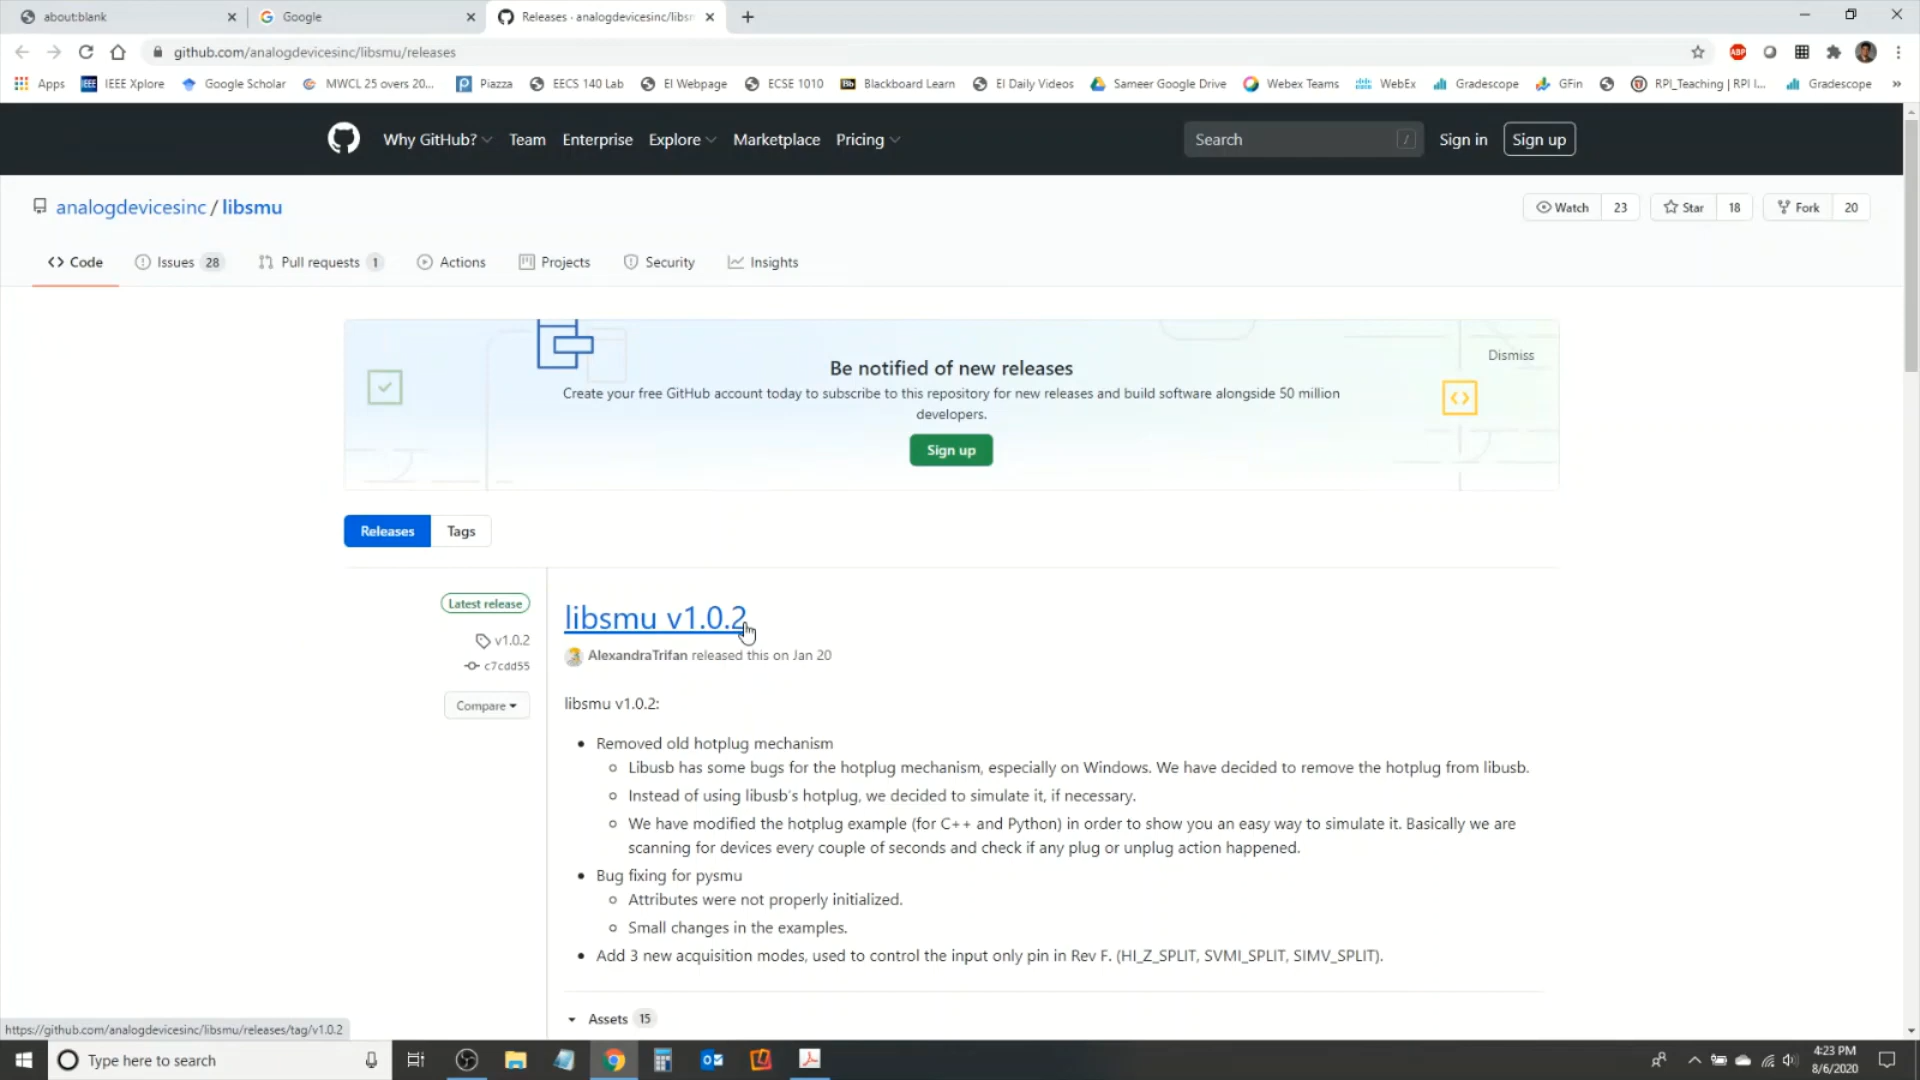 about:blank
Google
Releases · analogdevicesinc/libsm
github.com/analogdevicesinc/libsmu/releases
ABP
Apps
IEEE
IEEE Xplore
Google Scholar
MWCL 25 overs 20...
Piazza
EECS 140 Lab
EI Webpage
ECSE 1010
Bb
Blackboard Learn
EI Daily Videos
Sameer Google Drive
Webex Teams
WebEx
Gradescope
GFin
RPI_Teaching | RPI I...
Gradescope
»
Why GitHub?
Team
Enterprise
Explore
Marketplace
Pricing
Search
/
Sign in
Sign up
analogdevicesinc / libsmu
Watch 23
Star 18
Fork 20
<> Code
Issues 28
Pull requests 1
Actions
Projects
Security
Insights
Be notified of new releases
Dismiss
Create your free GitHub account today to subscribe to this repository for new releases and build software alongside 50 million
developers.
Sign up
Releases
Tags
Latest release
v1.0.2
c7cdd55
Compare
libsmu v1.0.2
AlexandraTrifan released this on Jan 20
libsmu v1.0.2:
• Removed old hotplug mechanism
Libusb has some bugs for the hotplug mechanism, especially on Windows. We have decided to remove the hotplug from libusb.
Instead of using libusb's hotplug, we decided to simulate it, if necessary.
We have modified the hotplug example (for C++ and Python) in order to show you an easy way to simulate it. Basically we are
scanning for devices every couple of seconds and check if any plug or unplug action happened.
• Bug fixing for pysmu
Attributes were not properly initialized.
Small changes in the examples.
• Add 3 new acquisition modes, used to control the input only pin in Rev F. (HI_Z_SPLIT, SVMI_SPLIT, SIMV_SPLIT).
Assets 15
https://github.com/analogdevicesinc/libsmu/releases/tag/v1.0.2
Type here to search
4:23 PM
8/6/2020